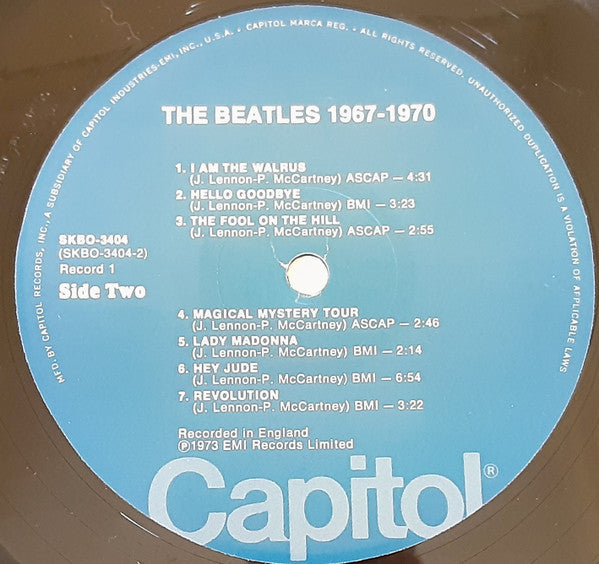 MFD. BY CAPITOL RECORDS, INC., A SUBSIDIARY OF CAPITOL INDUSTRIES-EMI, INC., U.S.A. • CAPITOL MARCA REG. • ALL RIGHTS RESERVED. UNAUTHORIZED DUPLICATION IS A VIOLATION OF APPLICABLE LAWS
THE BEATLES 1967-1970
1. I AM THE WALRUS
(J. Lennon-P. McCartney) ASCAP — 4:31
2. HELLO GOODBYE
(J. Lennon-P. McCartney) BMI — 3:23
3. THE FOOL ON THE HILL
(J. Lennon-P. McCartney) ASCAP — 2:55
SKBO-3404
(SKBO-3404-2)
Record 1
Side Two
4. MAGICAL MYSTERY TOUR
(J. Lennon-P. McCartney) ASCAP — 2:46
5. LADY MADONNA
(J. Lennon-P. McCartney) BMI — 2:14
6. HEY JUDE
(J. Lennon-P. McCartney) BMI — 6:54
7. REVOLUTION
(J. Lennon-P. McCartney) BMI — 3:22
Recorded in England
℗1973 EMI Records Limited
Capitol®